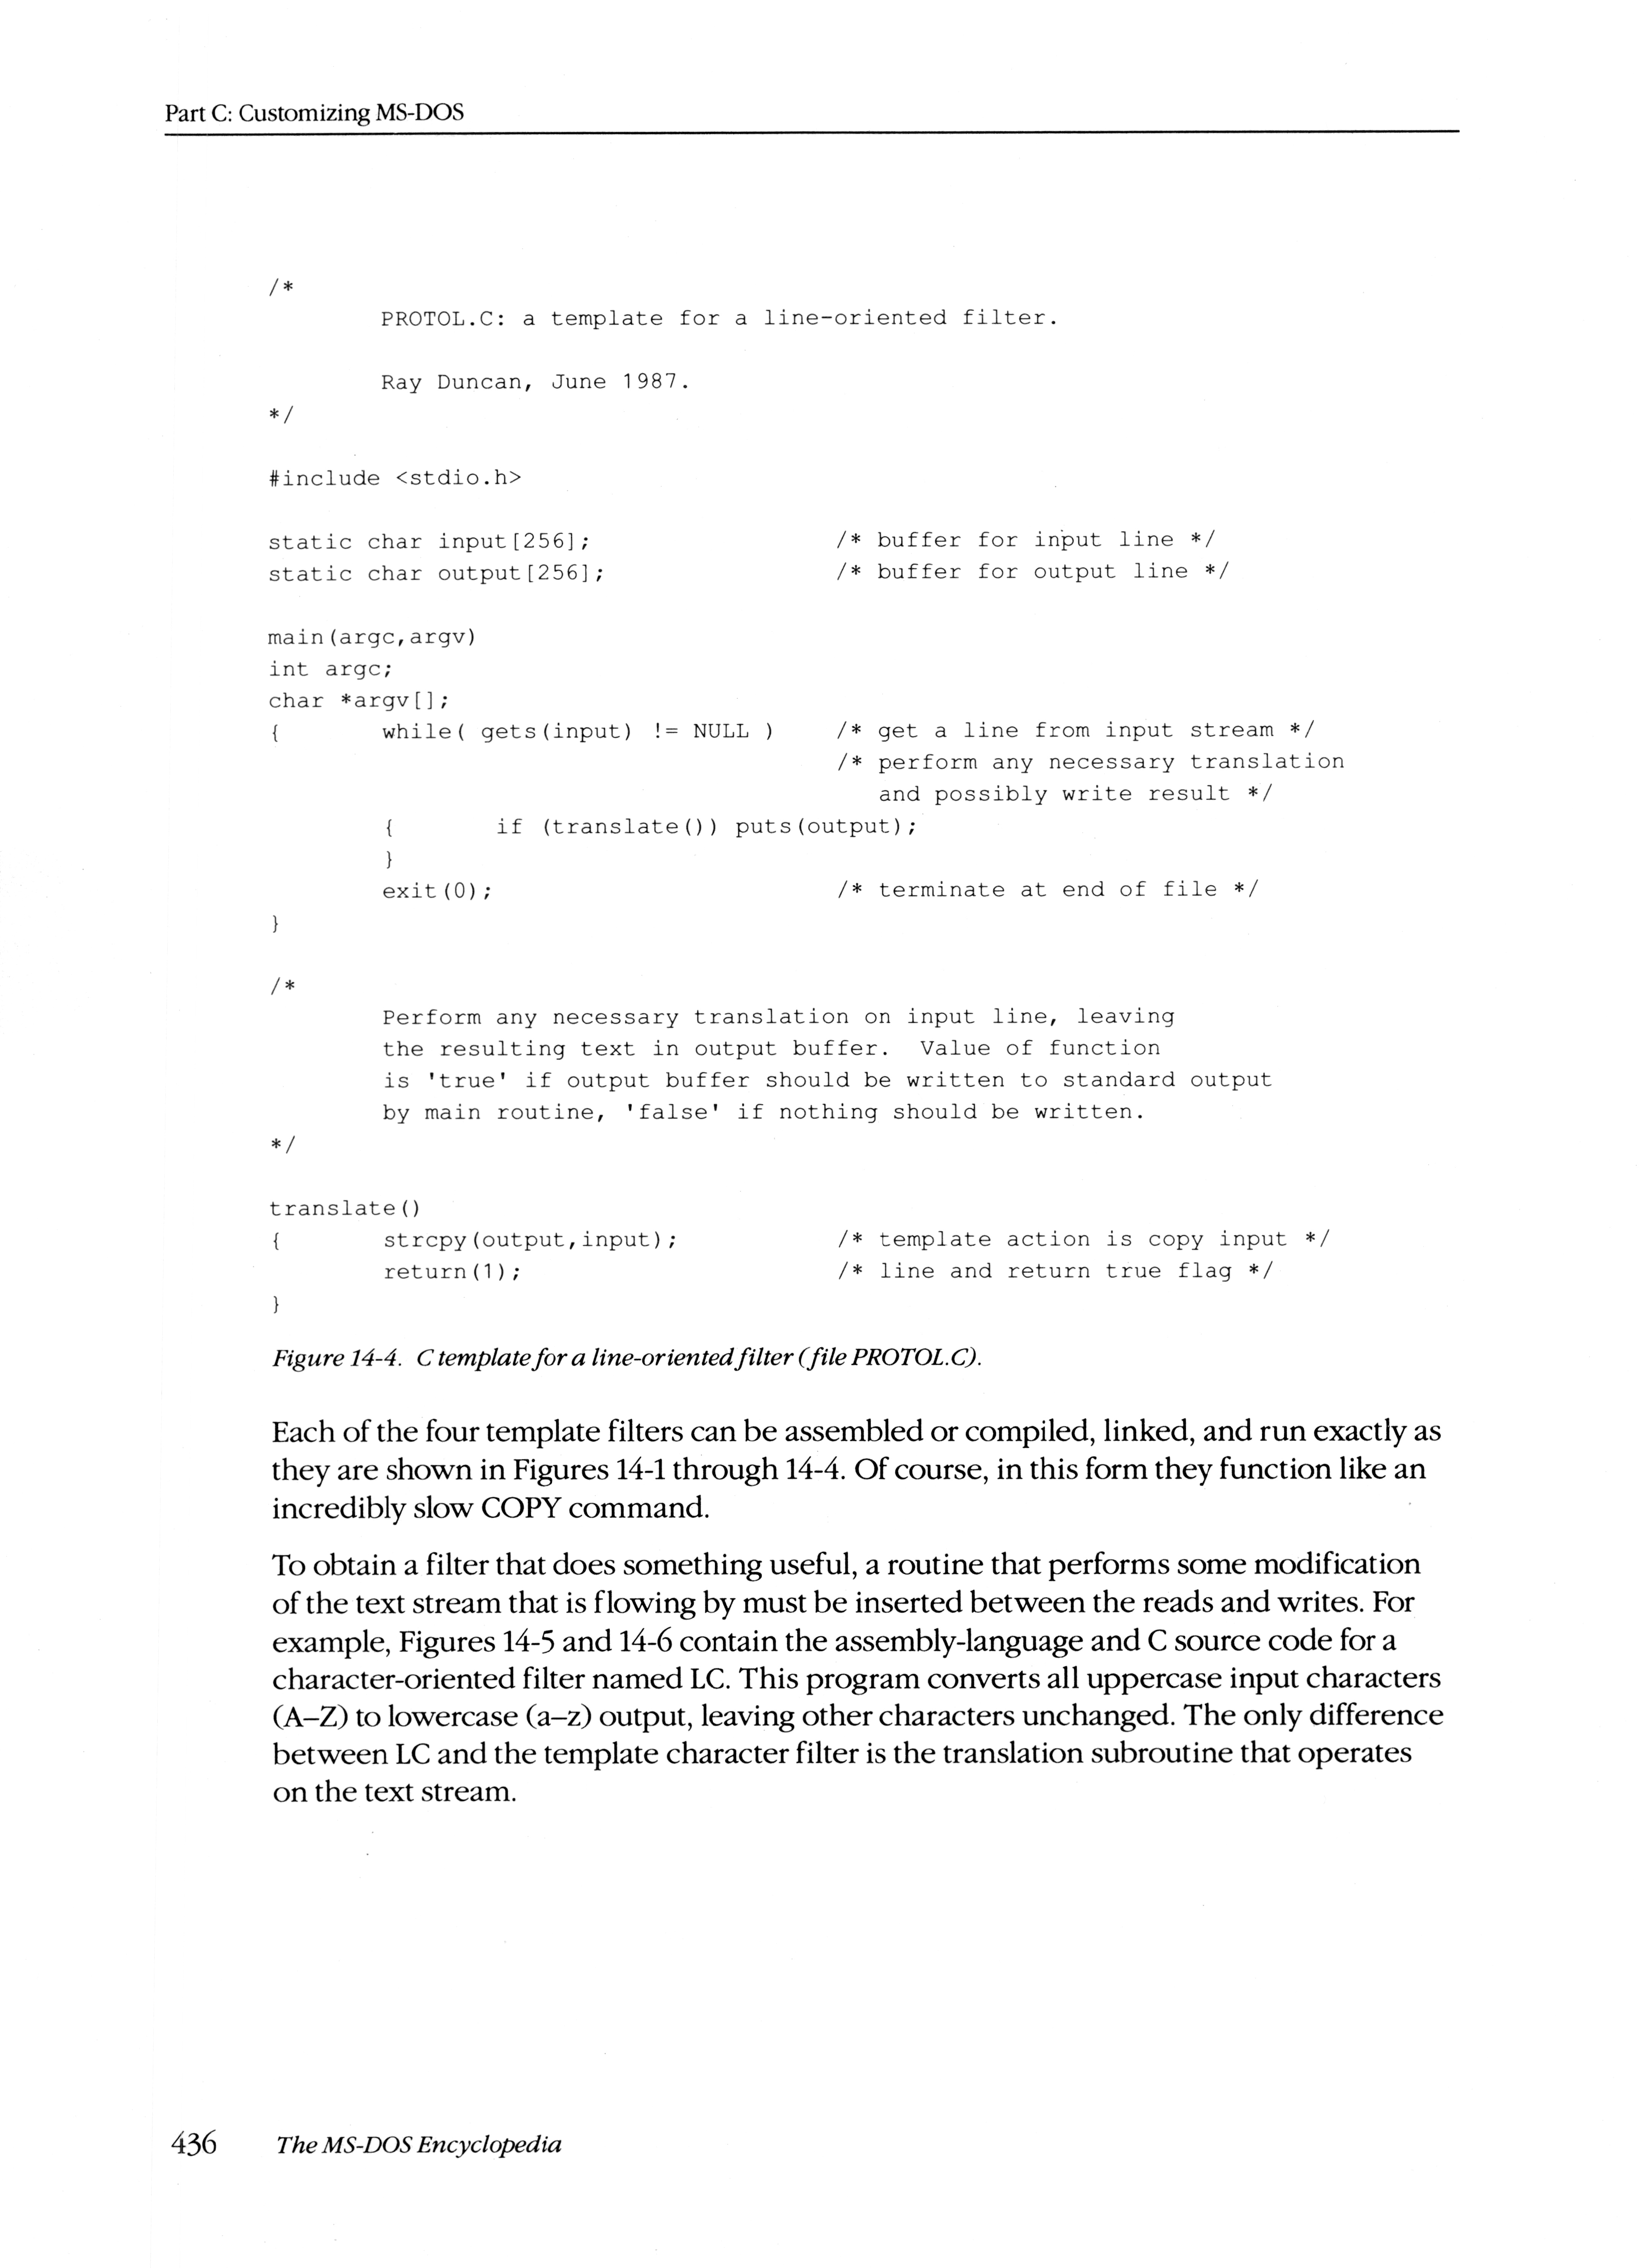 Part C: Customizing MS-DOS
/*
PROTOL.C: a template for a line-oriented filter.
Ray Duncan, June 1987.
*/
#include <stdio.h>
static char input[256]; /* buffer for input line */
static char output[256]; /* buffer for output line */
main(argc,argv)
int argc;
char *argv[];
{ while( gets(input) != NULL ) /* get a line from input stream */
/* perform any necessary translation
and possibly write result */
{ if (translate()) puts(output);
}
exit(0); /* terminate at end of file */
}
/*
Perform any necessary translation on input line, leaving
the resulting text in output buffer. Value of function
is 'true' if output buffer should be written to standard output
by main routine, 'false' if nothing should be written.
*/
translate()
{ strcpy(output,input); /* template action is copy input */
return(1); /* line and return true flag */
}
Figure 14-4. C template for a line-oriented filter (file PROTOL.C).
Each of the four template filters can be assembled or compiled, linked, and run exactly as
they are shown in Figures 14-1 through 14-4. Of course, in this form they function like an
incredibly slow COPY command.
To obtain a filter that does something useful, a routine that performs some modification
of the text stream that is flowing by must be inserted between the reads and writes. For
example, Figures 14-5 and 14-6 contain the assembly-language and C source code for a
character-oriented filter named LC. This program converts all uppercase input characters
(A–Z) to lowercase (a–z) output, leaving other characters unchanged. The only difference
between LC and the template character filter is the translation subroutine that operates
on the text stream.
436 The MS-DOS Encyclopedia